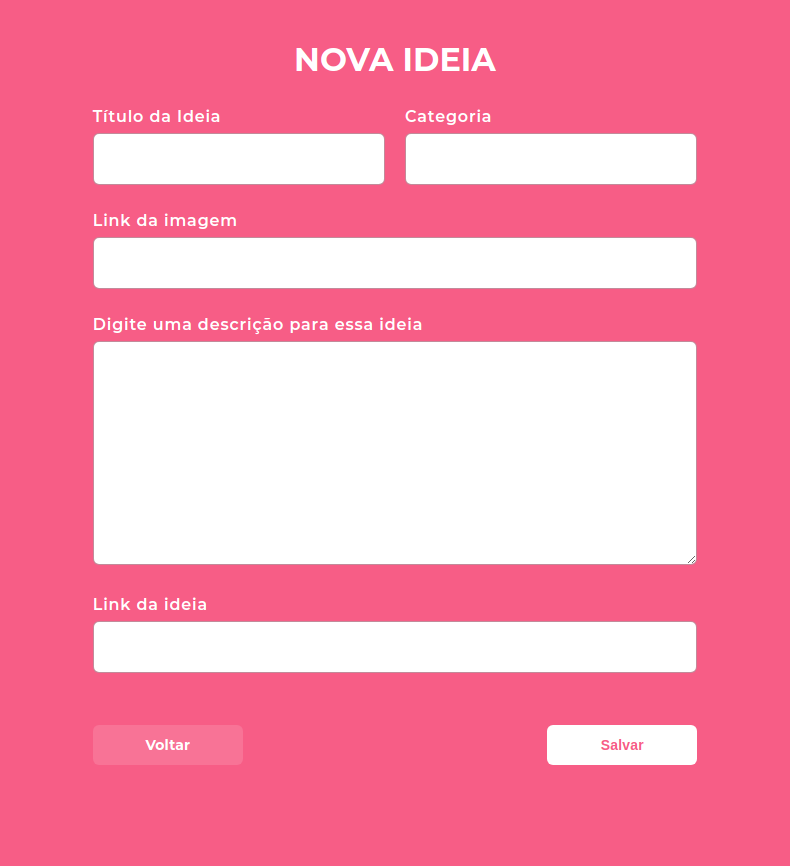 NOVA IDEIA
Título da Ideia
Categoria
Link da imagem
Digite uma descrição para essa ideia
Link da ideia
Voltar
Salvar